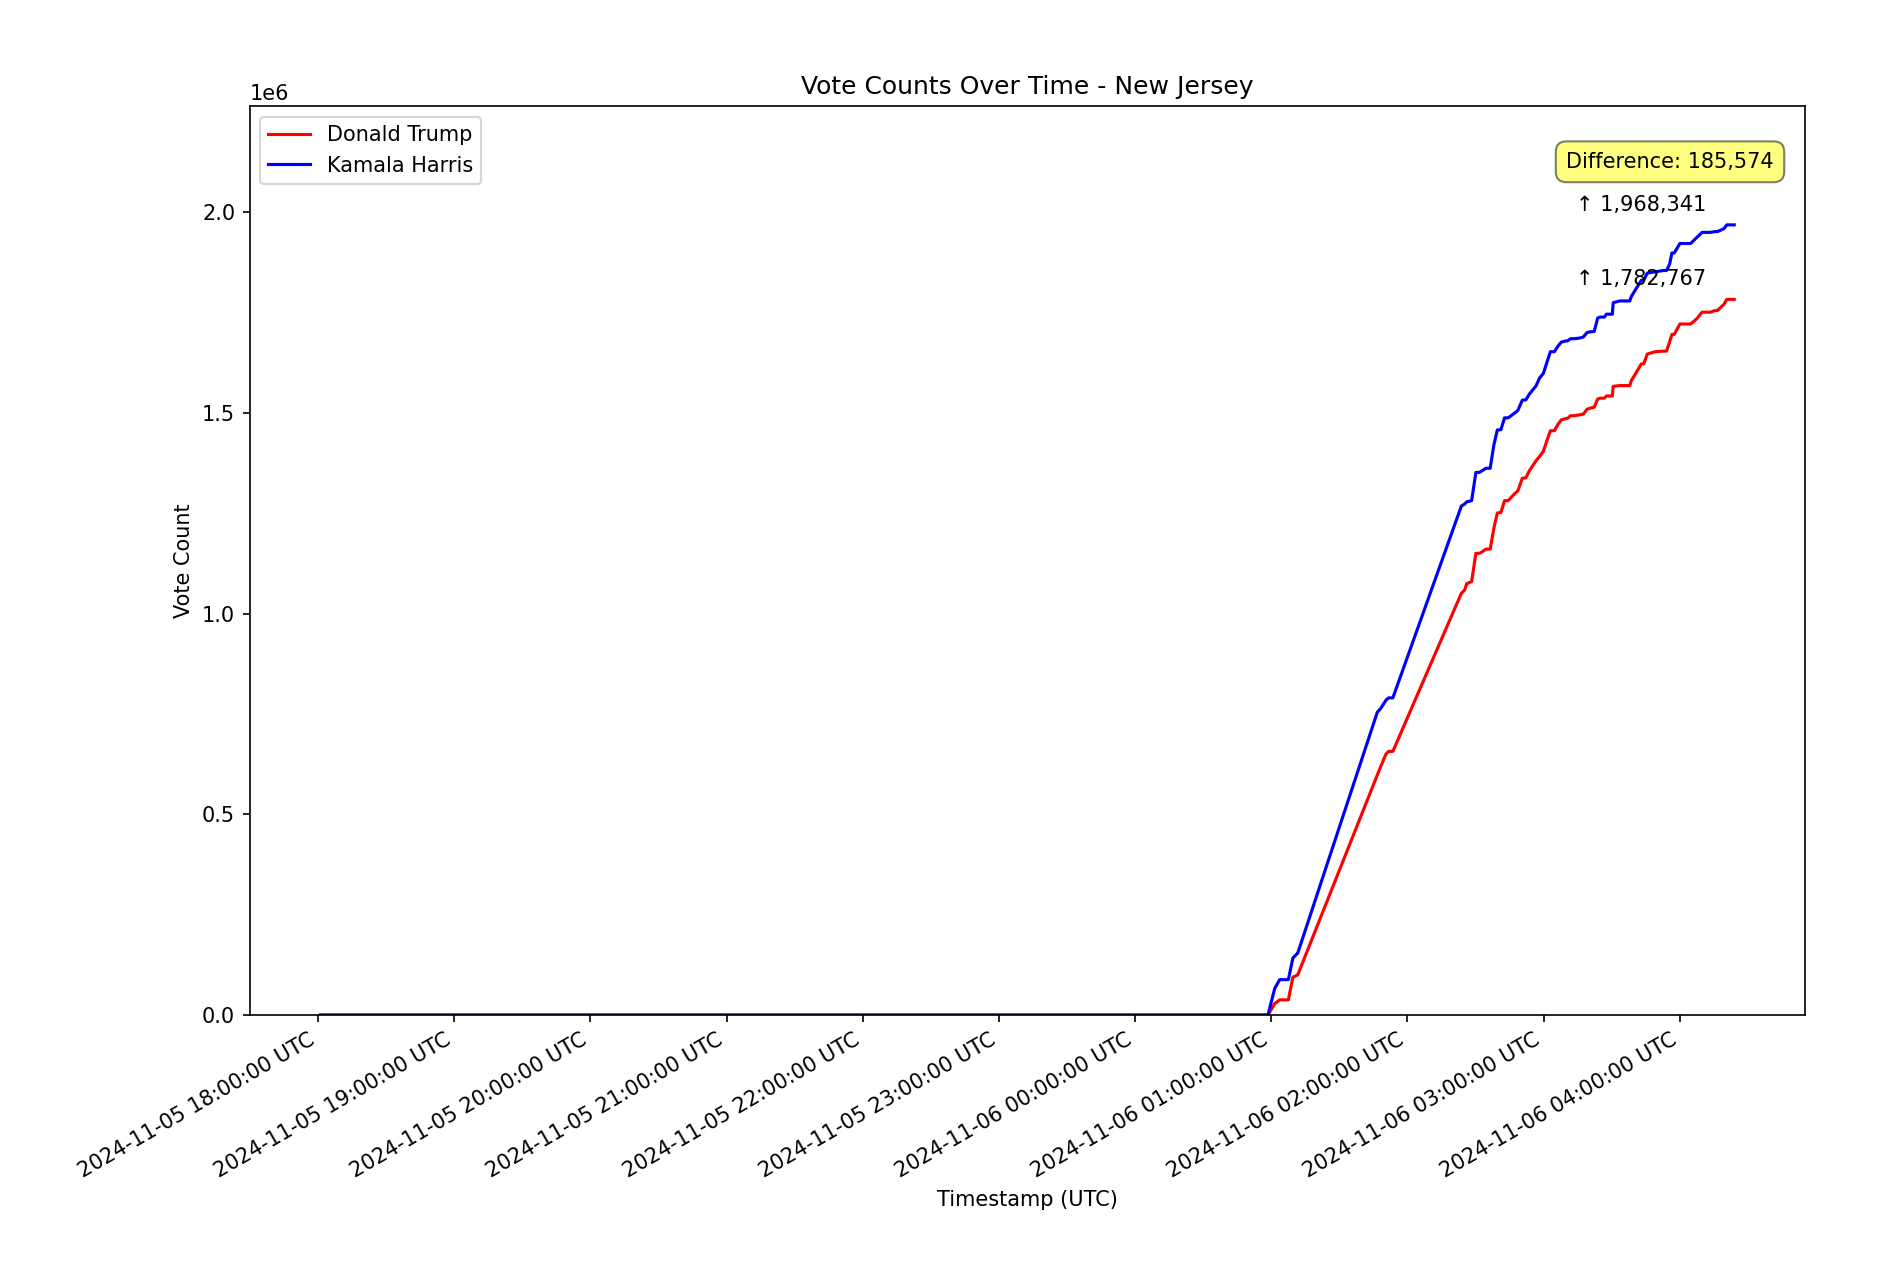 Vote Counts Over Time - New Jersey
1e6
Donald Trump
Kamala Harris
Difference: 185,574
↑ 1,968,341
↑ 1,782,767
2.0
1.5
1.0
0.5
0.0
Vote Count
2024-11-05 18:00:00 UTC
2024-11-05 19:00:00 UTC
2024-11-05 20:00:00 UTC
2024-11-05 21:00:00 UTC
2024-11-05 22:00:00 UTC
2024-11-05 23:00:00 UTC
2024-11-06 00:00:00 UTC
2024-11-06 01:00:00 UTC
2024-11-06 02:00:00 UTC
2024-11-06 03:00:00 UTC
2024-11-06 04:00:00 UTC
Timestamp (UTC)